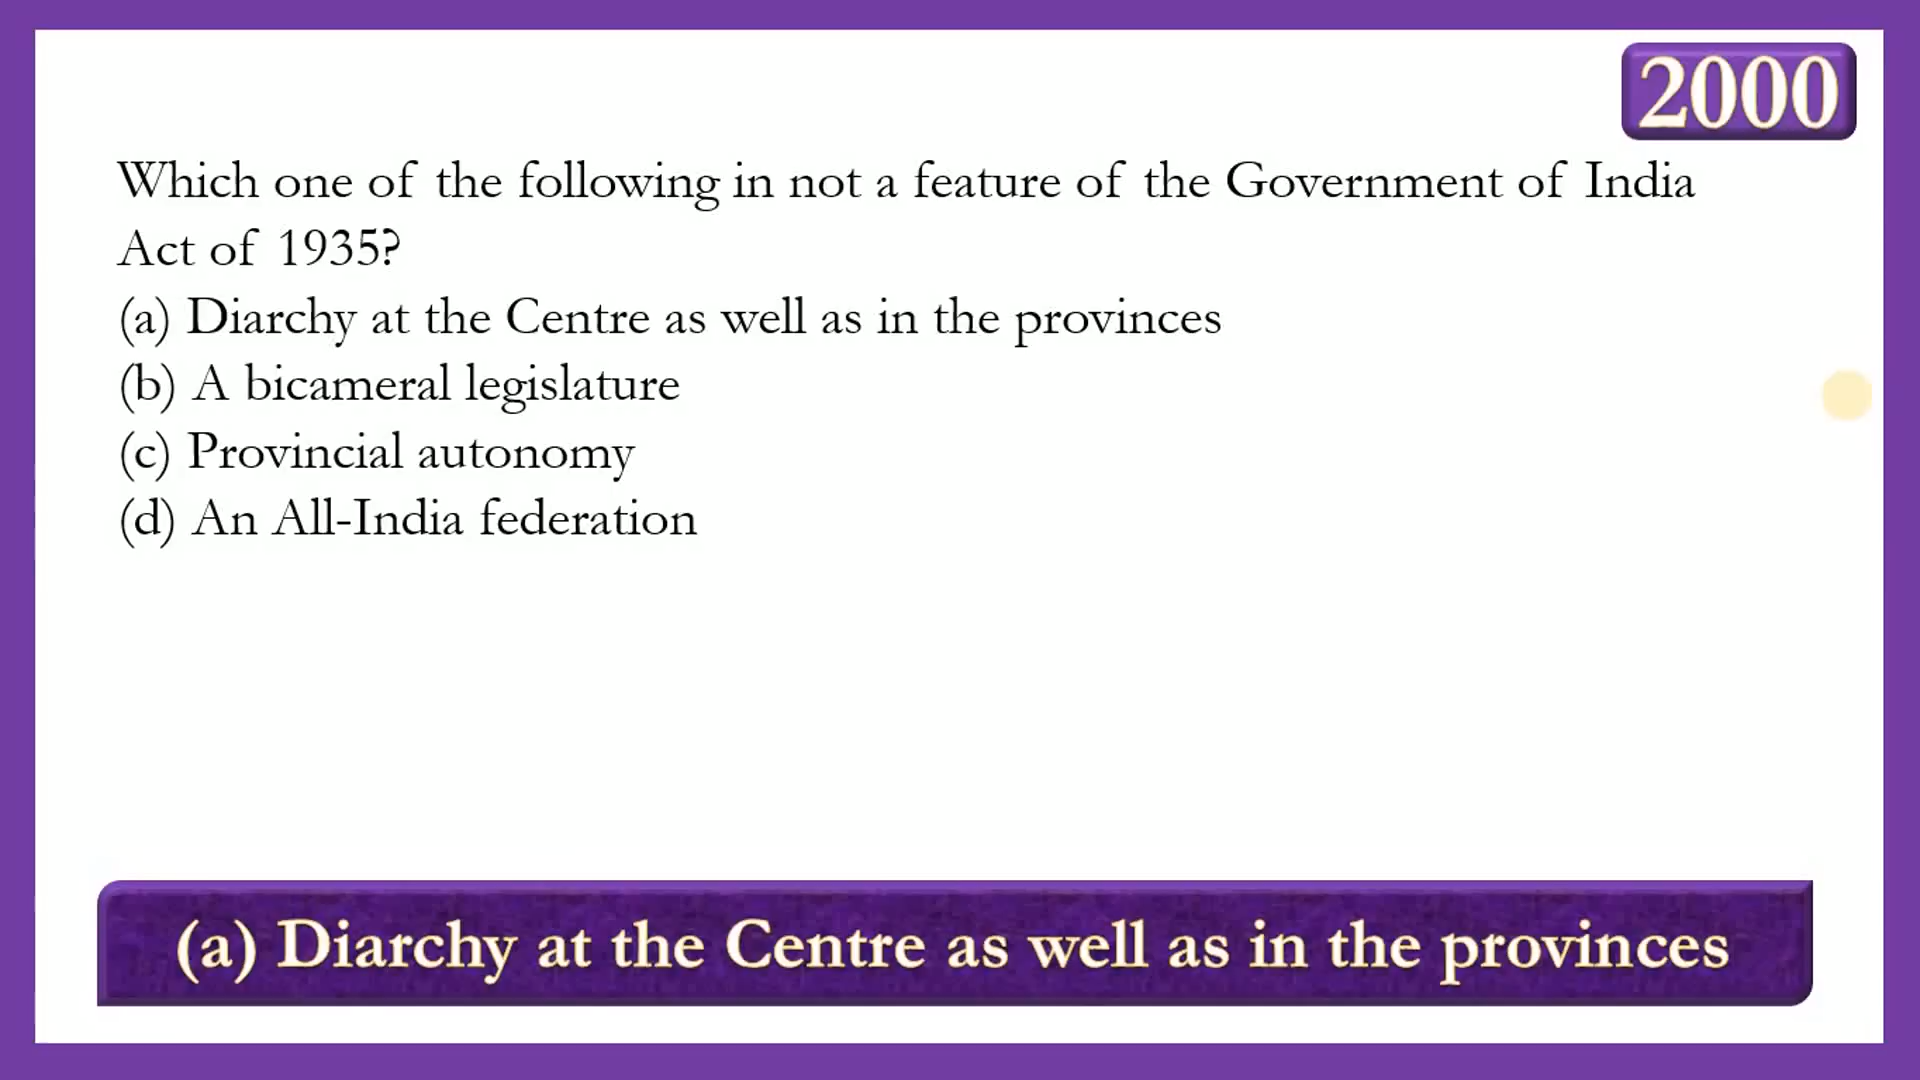 2000
Which one of the following in not a feature of the Government of India
Act of 1935?
(a) Diarchy at the Centre as well as in the provinces
(b) A bicameral legislature
(c) Provincial autonomy
(d) An All-India federation
(a) Diarchy at the Centre as well as in the provinces